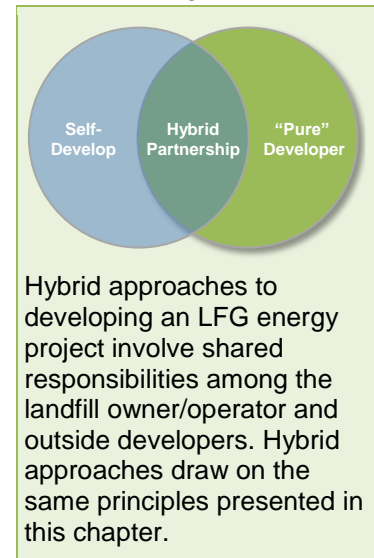 Self-
Develop
Hybrid
Partnership
“Pure”
Developer
Hybrid approaches to
developing an LFG energy
project involve shared
responsibilities among the
landfill owner/operator and
outside developers. Hybrid
approaches draw on the
same principles presented in
this chapter.